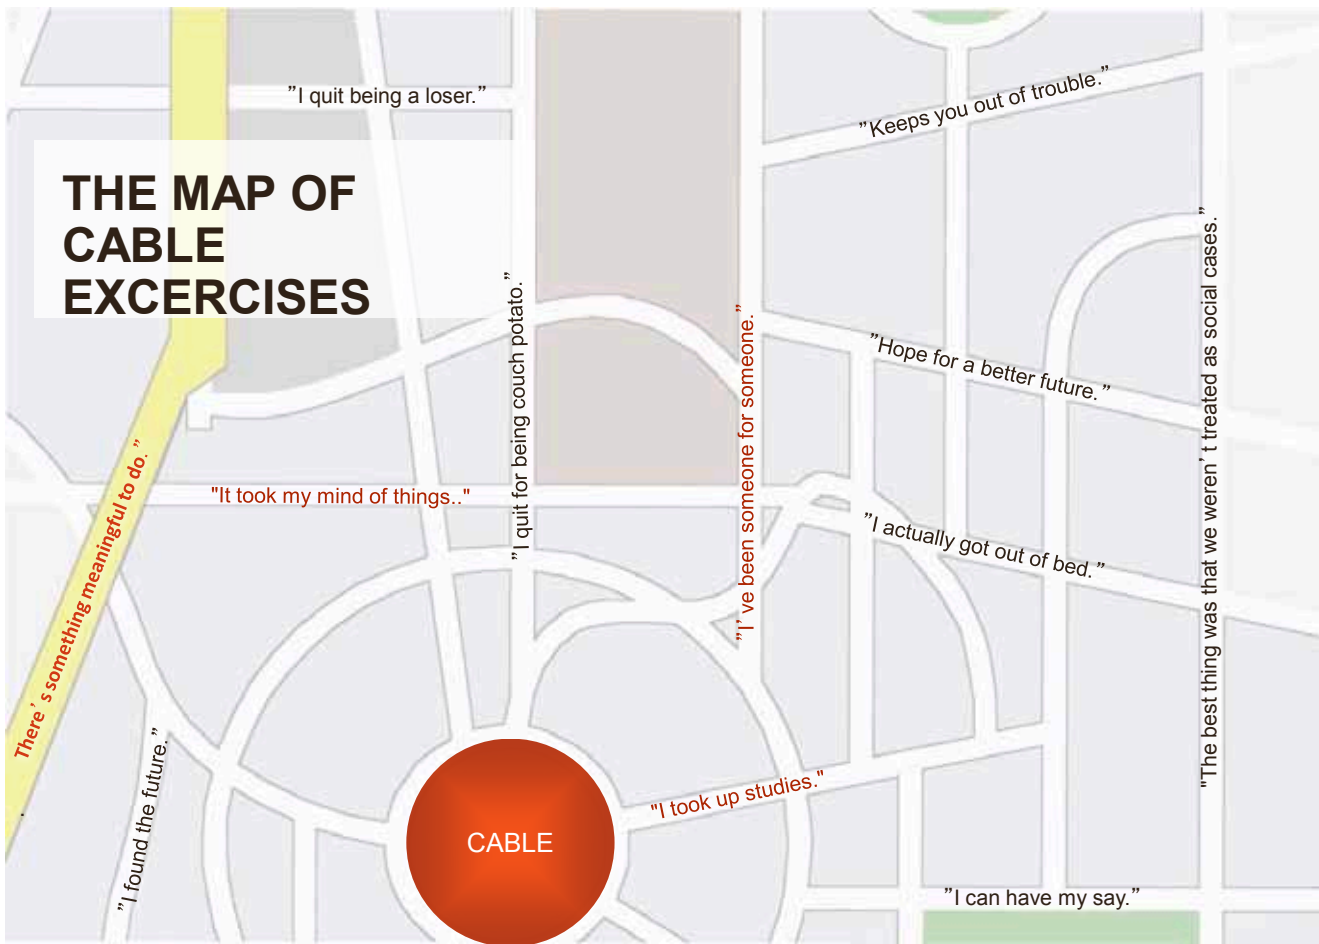 ”I quit being a loser.”
”Keeps you out of trouble.”
THE MAP OF
CABLE
EXCERCISES
”I quit for being couch potato.”
”I’ ve been someone for someone.”
”Hope for a better future.”
"The best thing was that we weren’ t treated as social cases.”
There’ s something meaningful to do. ”
"It took my mind of things.."
”I actually got out of bed.”
”I found the future.”
"I took up studies."
CABLE
”I can have my say.”